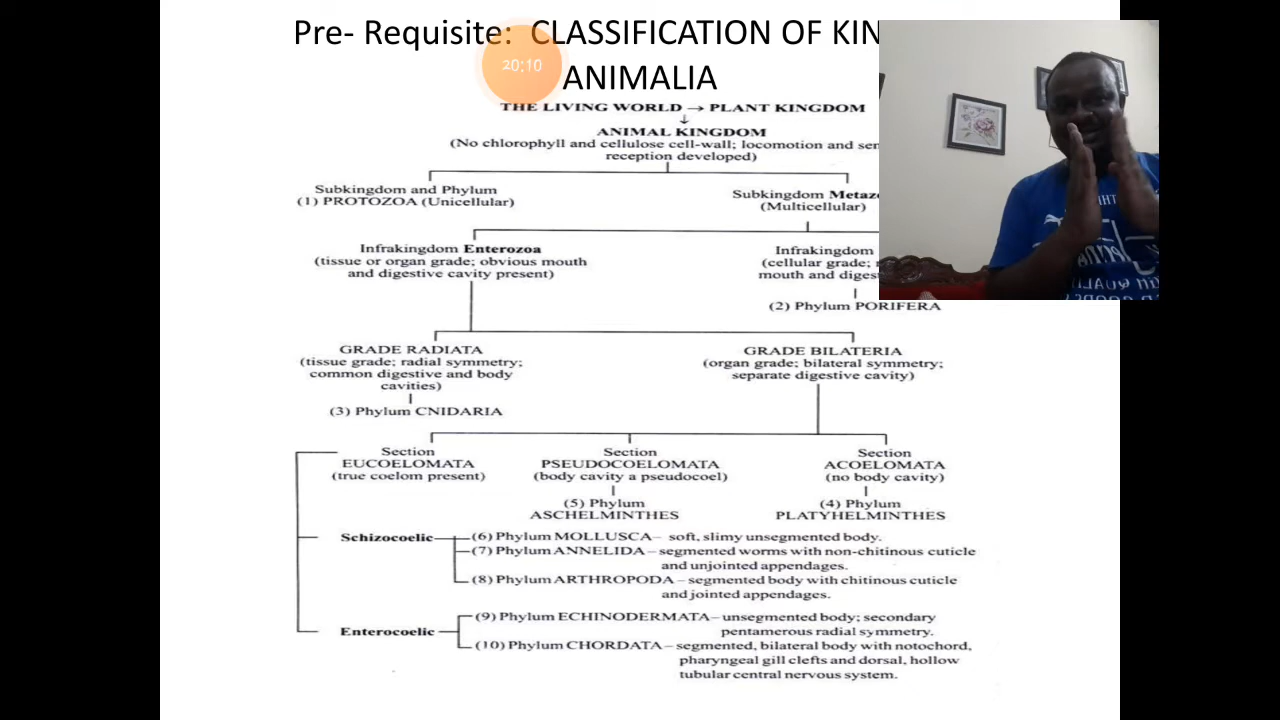 Pre- Requisite: CLASSIFICATION OF KIN
20:10
ANIMALIA
THE LIVING WORLD → PLANT KINGDOM
↓
ANIMAL KINGDOM
(No chlorophyll and cellulose cell-wall; locomotion and sen
reception developed)
Subkingdom and Phylum
(1) PROTOZOA (Unicellular)
Subkingdom Metazo
(Multicellular)
Infrakingdom Enterozoa
(tissue or organ grade; obvious mouth
and digestive cavity present)
Infrakingdom
(cellular grade;
mouth and diges
(2) Phylum PORIFERA
GRADE RADIATA
(tissue grade; radial symmetry;
common digestive and body
cavities)
(3) Phylum CNIDARIA
GRADE BILATERIA
(organ grade; bilateral symmetry;
separate digestive cavity)
Section
EUCOELOMATA
(true coelom present)
Section
PSEUDOCOELOMATA
(body cavity a pseudocoel)
(5) Phylum
ASCHELMINTHES
Section
ACOELOMATA
(no body cavity)
(4) Phylum
PLATYHELMINTHES
Schizocoelic
(6) Phylum MOLLUSCA– soft, slimy unsegmented body.
(7) Phylum ANNELIDA – segmented worms with non-chitinous cuticle
and unjointed appendages.
(8) Phylum ARTHROPODA – segmented body with chitinous cuticle
and jointed appendages.
Enterocoelic
(9) Phylum ECHINODERMATA– unsegmented body; secondary
pentamerous radial symmetry.
(10) Phylum CHORDATA – segmented, bilateral body with notochord,
pharyngeal gill clefts and dorsal, hollow
tubular central nervous system.